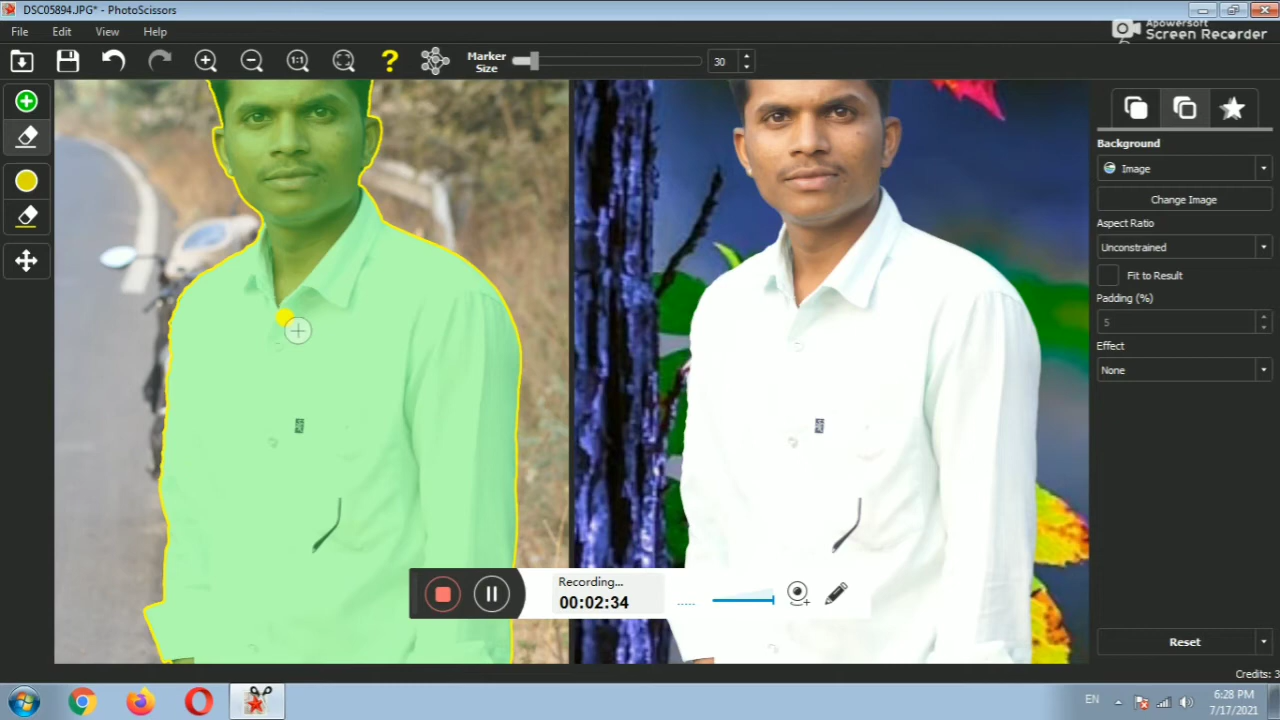 DSC05894.JPG* - PhotoScissors
File Edit View Help
Apowersoft
Screen Recorder
1:1
?
Marker
Size
30
Background
Image
Change Image
Aspect Ratio
Unconstrained
Fit to Result
Padding (%)
5
Effect
None
Recording...
00:02:34
Reset
Credits: 3
EN
6:28 PM
7/17/2021